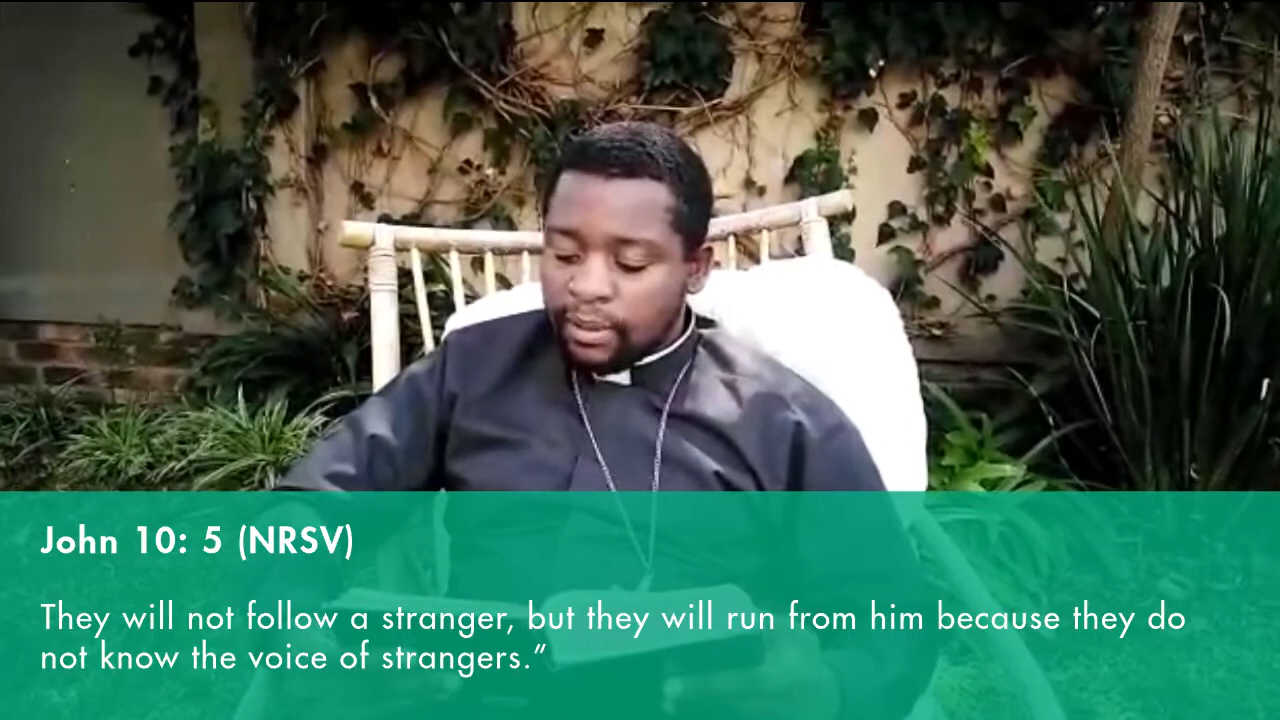 John 10: 5 (NRSV)
They will not follow a stranger, but they will run from him because they do
not know the voice of strangers.”